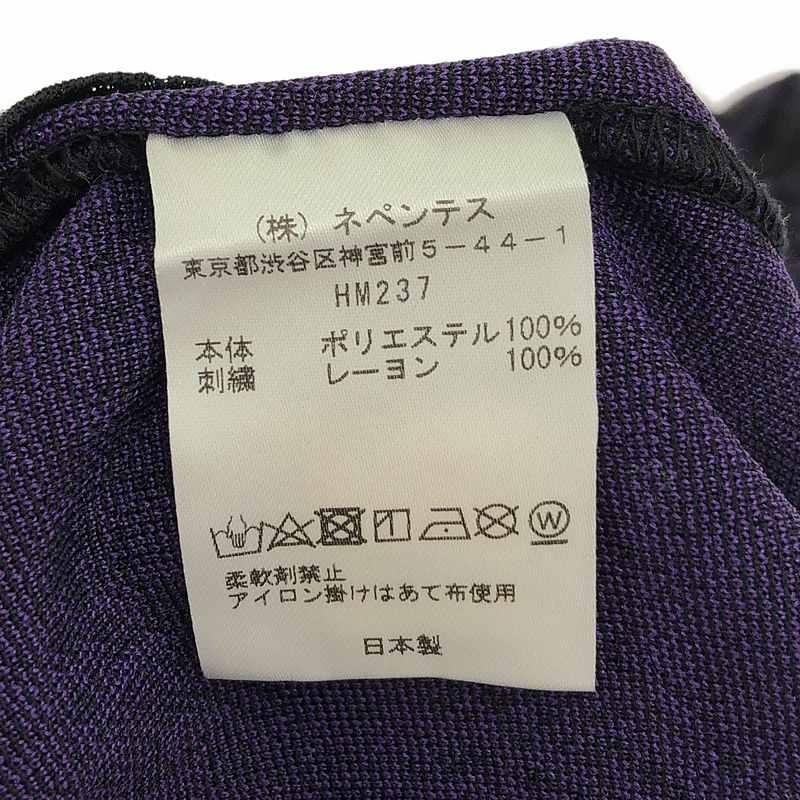 (株)ネペンテス
東京都渋谷区神宮前5-44-1
HM237
本体 ポリエステル100%
刺繍 レーヨン 100%
W
柔軟剤禁止
アイロン掛けはあて布使用
日本製